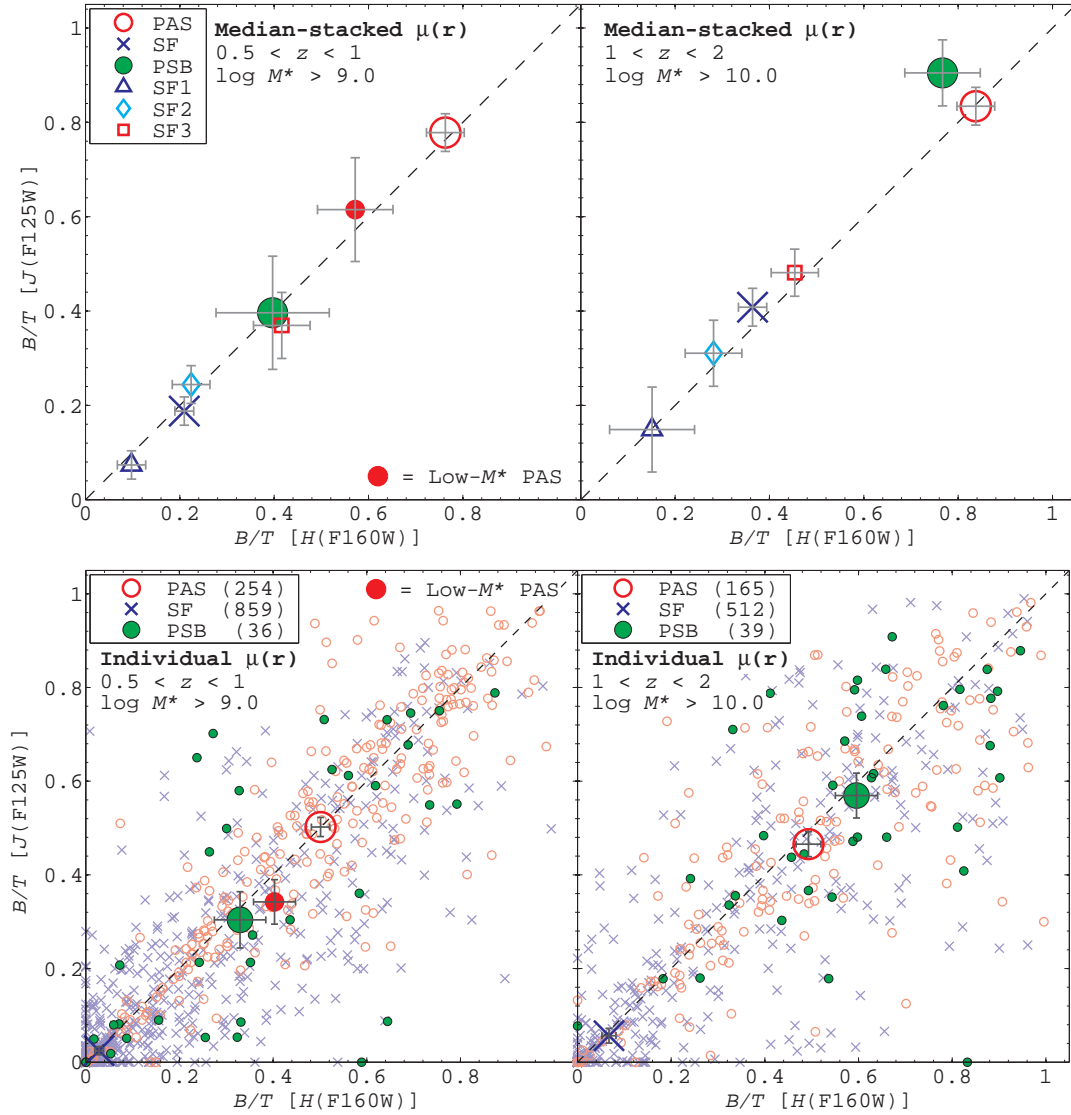 PAS
SF
PSB
SF1
SF2
SF3
Median-stacked μ(r)
0.5 < z < 1
log M* > 9.0
= Low-M* PAS
1
0.8
0.6
0.4
0.2
0
B/T [J(F125W)]
0 0.2 0.4 0.6 0.8
B/T [H(F160W)]
Median-stacked μ(r)
1 < z < 2
log M* > 10.0
0 0.2 0.4 0.6 0.8 1
B/T [H(F160W)]
PAS (254)
SF (859)
PSB (36)
= Low-M* PAS
Individual μ(r)
0.5 < z < 1
log M* > 9.0
1
0.8
0.6
0.4
0.2
0
B/T [J(F125W)]
0 0.2 0.4 0.6 0.8
B/T [H(F160W)]
PAS (165)
SF (512)
PSB (39)
Individual μ(r)
1 < z < 2
log M* > 10.0
0 0.2 0.4 0.6 0.8 1
B/T [H(F160W)]